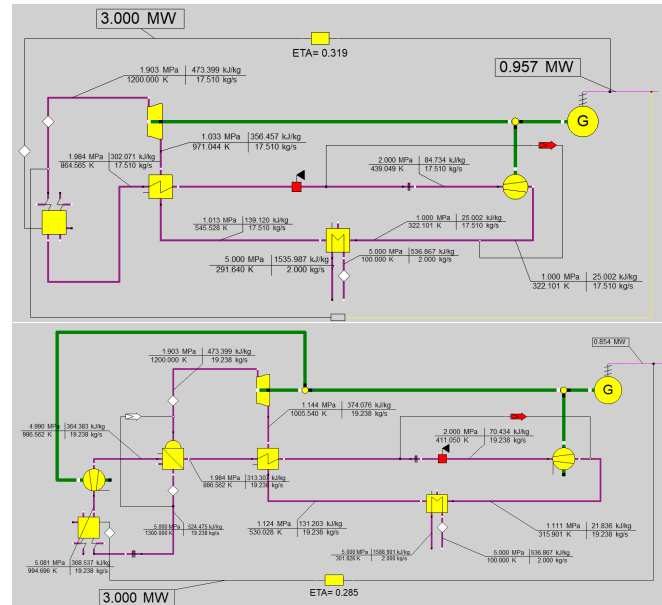 3.000 MW
ETA= 0.319
0.957 MW
G
1.903 MPa 473.399 kJ/kg
1200.000 K 17.510 kg/s
1.033 MPa 356.457 kJ/kg
971.044 K 17.510 kg/s
1.984 MPa 302.071 kJ/kg
864.565 K 17.510 kg/s
2.000 MPa 84.734 kJ/kg
439.049 K 17.510 kg/s
1.013 MPa 139.120 kJ/kg
545.528 K 17.510 kg/s
1.000 MPa 25.002 kJ/kg
322.101 K 17.510 kg/s
5.000 MPa 1535.987 kJ/kg
291.640 K 2.000 kg/s
5.000 MPa 536.867 kJ/kg
100.000 K 2.000 kg/s
1.000 MPa 25.002 kJ/kg
322.101 K 17.510 kg/s
0.854 MW
G
1.903 MPa 473.399 kJ/kg
1200.000 K 19.238 kg/s
1.144 MPa 374.076 kJ/kg
1005.540 K 19.238 kg/s
4.990 MPa 364.383 kJ/kg
986.562 K 19.238 kg/s
2.000 MPa 70.434 kJ/kg
411.050 K 19.238 kg/s
1.984 MPa 313.307 kJ/kg
886.562 K 19.238 kg/s
5.000 MPa 524.475 kJ/kg
1300.000 K 19.238 kg/s
1.124 MPa 131.203 kJ/kg
530.028 K 19.238 kg/s
1.111 MPa 21.836 kJ/kg
315.901 K 19.238 kg/s
5.081 MPa 368.537 kJ/kg
994.696 K 19.238 kg/s
5.000 MPa 1588.901 kJ/kg
301.826 K 2.000 kg/s
5.000 MPa 536.867 kJ/kg
100.000 K 2.000 kg/s
3.000 MW
ETA= 0.285